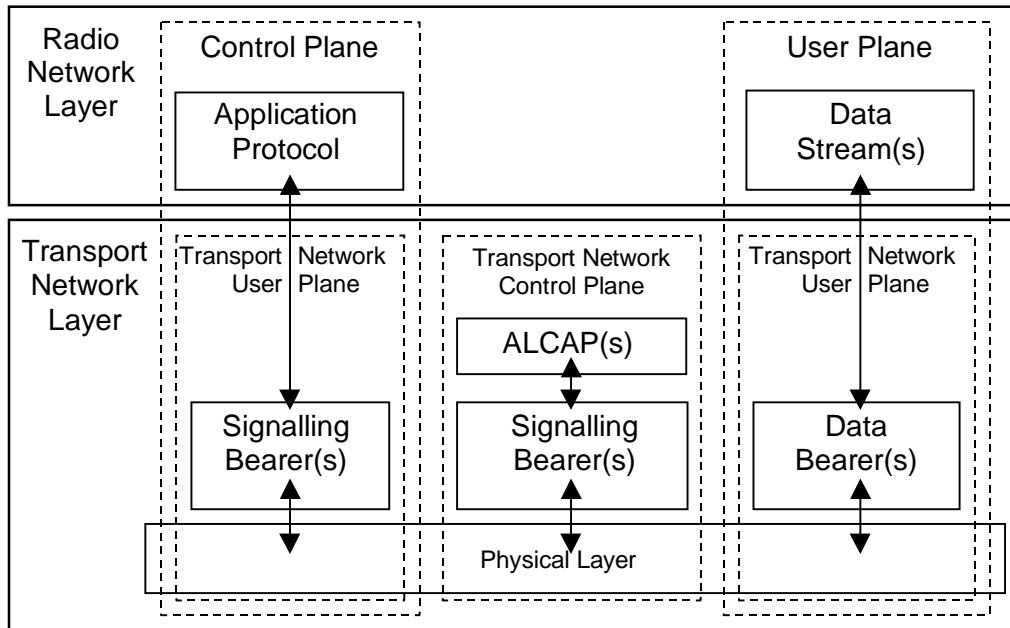 Radio
Network
Layer
Control Plane
Application
Protocol
User Plane
Data
Stream(s)
Transport
Network
Layer
Transport Network
User Plane
Transport Network
Control Plane
ALCAP(s)
Transport Network
User Plane
Signalling
Bearer(s)
Signalling
Bearer(s)
Data
Bearer(s)
Physical Layer